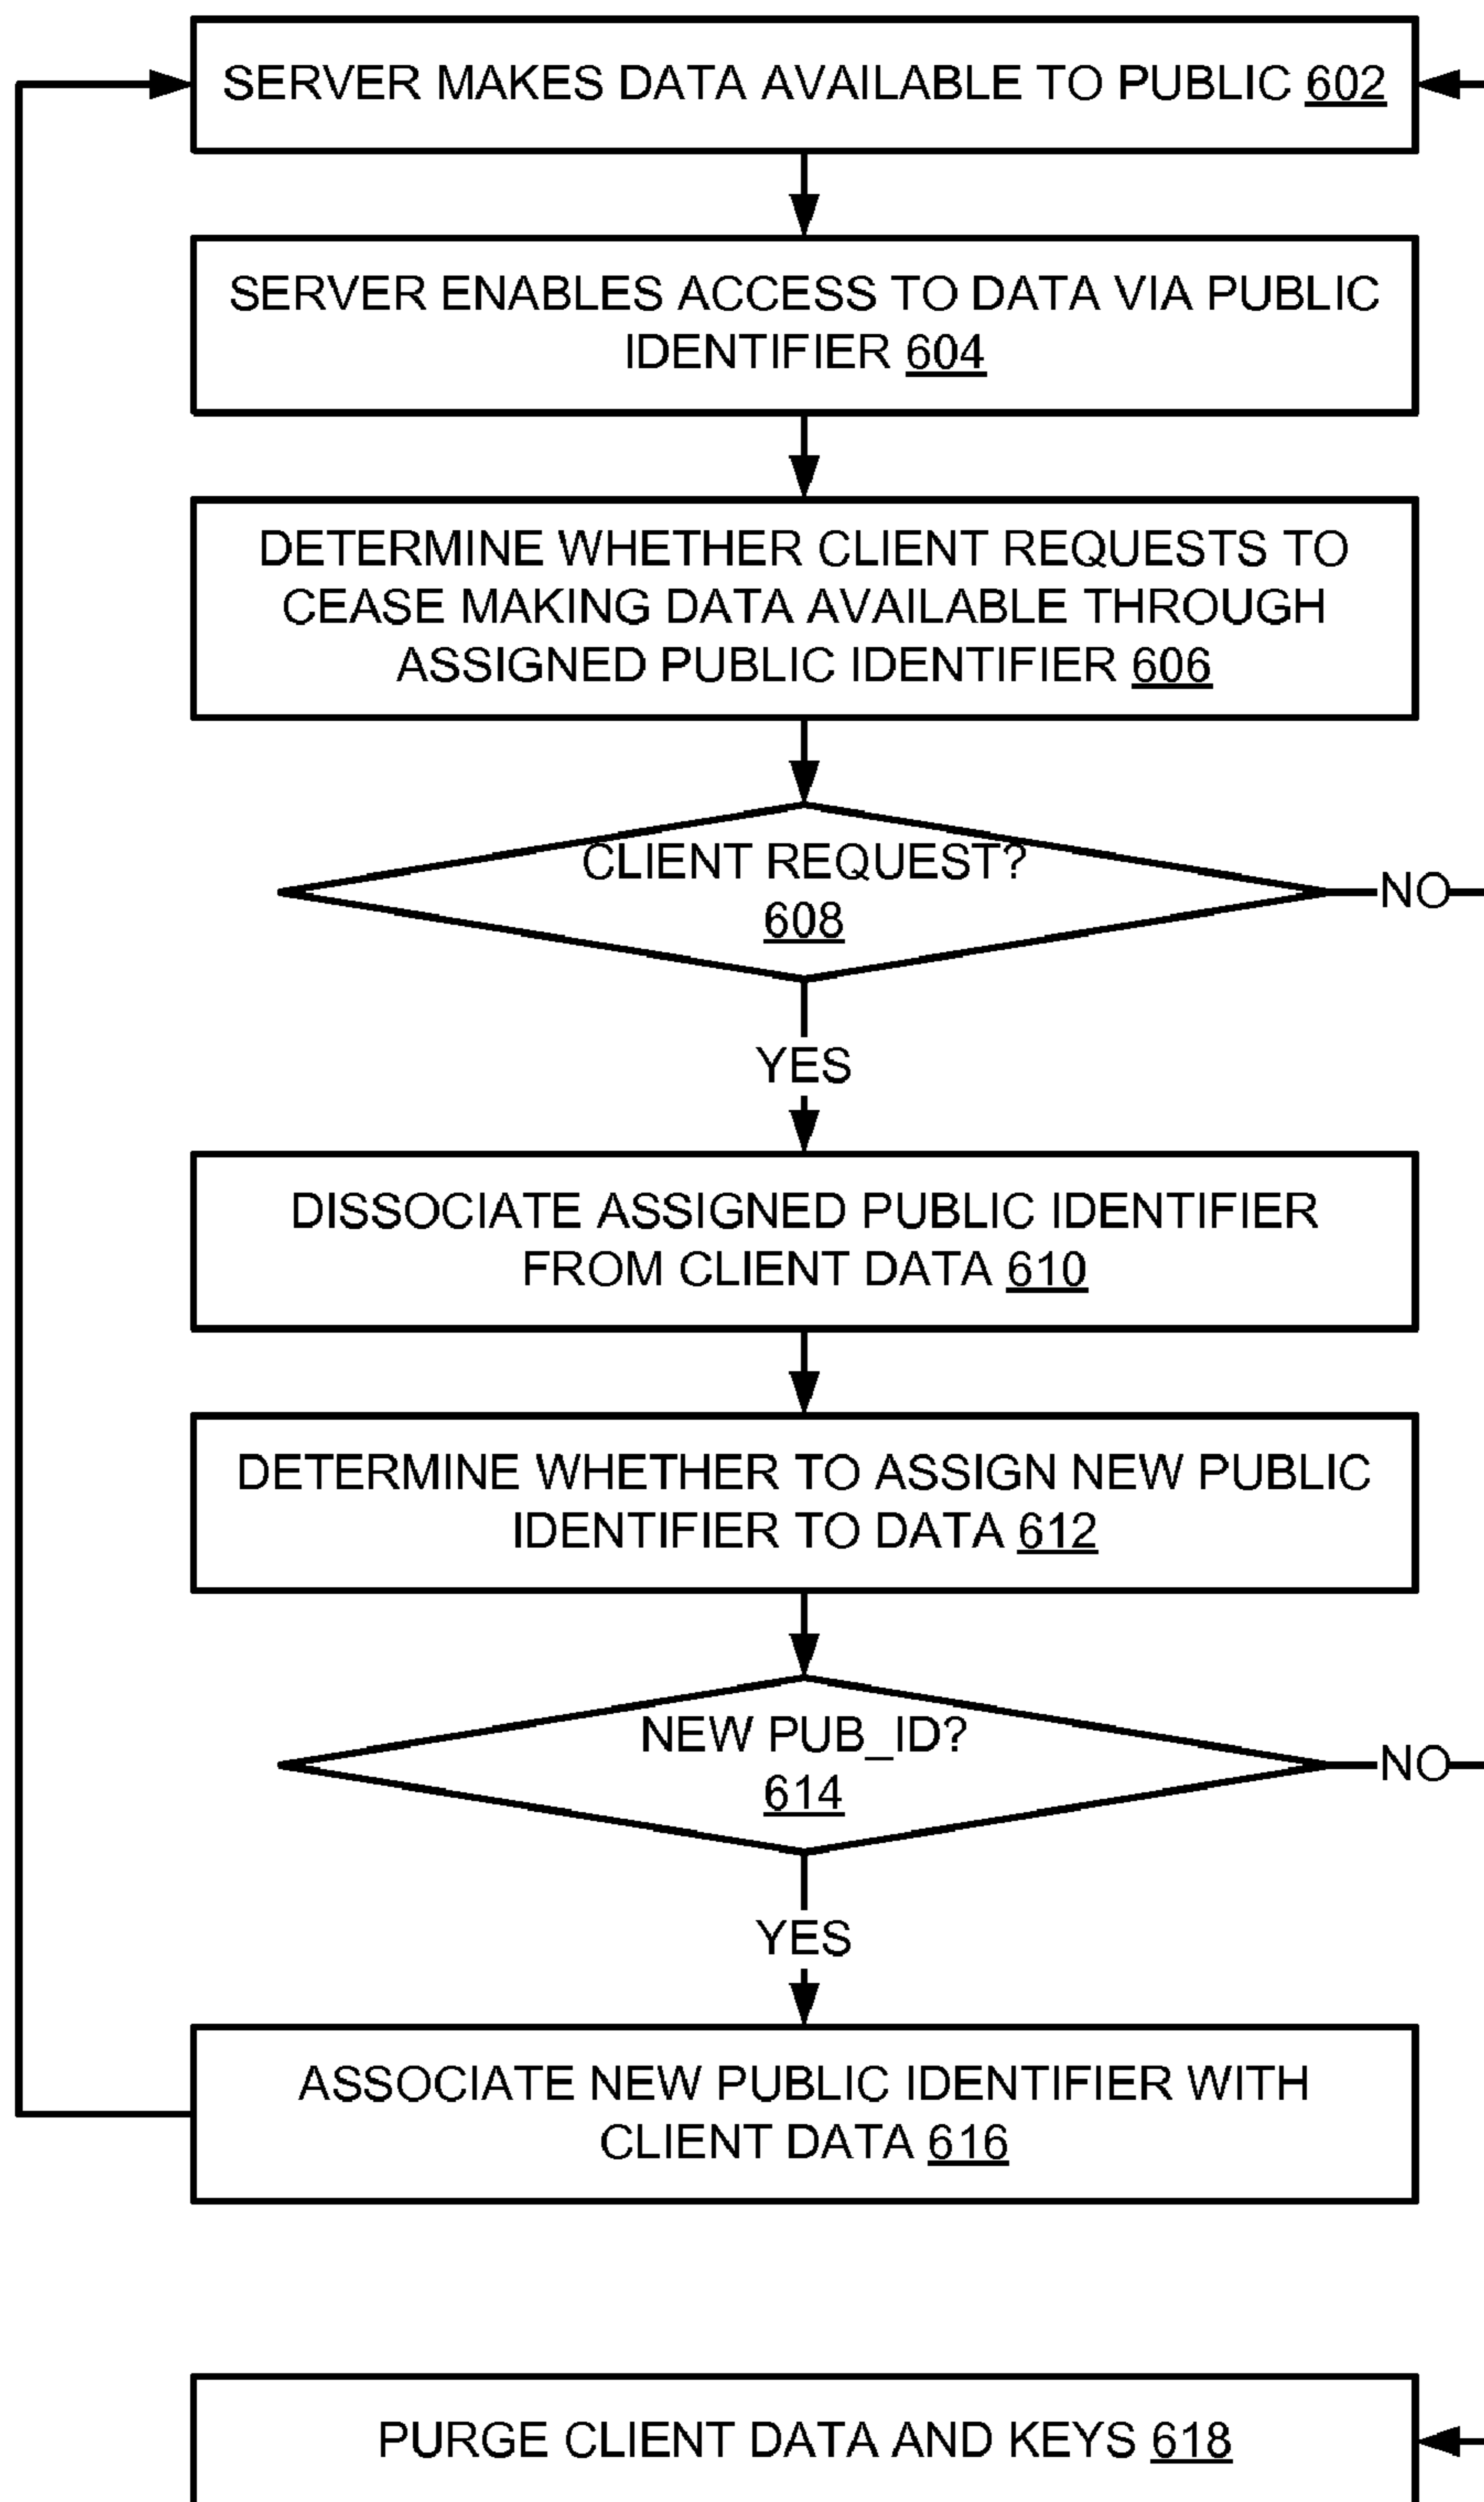 SERVER MAKES DATA AVAILABLE TO PUBLIC 602
SERVER ENABLES ACCESS TO DATA VIA PUBLIC
IDENTIFIER 604
DETERMINE WHETHER CLIENT REQUESTS TO
CEASE MAKING DATA AVAILABLE THROUGH
ASSIGNED PUBLIC IDENTIFIER 606
CLIENT REQUEST?
608
NO
YES
DISSOCIATE ASSIGNED PUBLIC IDENTIFIER
FROM CLIENT DATA 610
DETERMINE WHETHER TO ASSIGN NEW PUBLIC
IDENTIFIER TO DATA 612
NEW PUB_ID?
614
NO
YES
ASSOCIATE NEW PUBLIC IDENTIFIER WITH
CLIENT DATA 616
PURGE CLIENT DATA AND KEYS 618